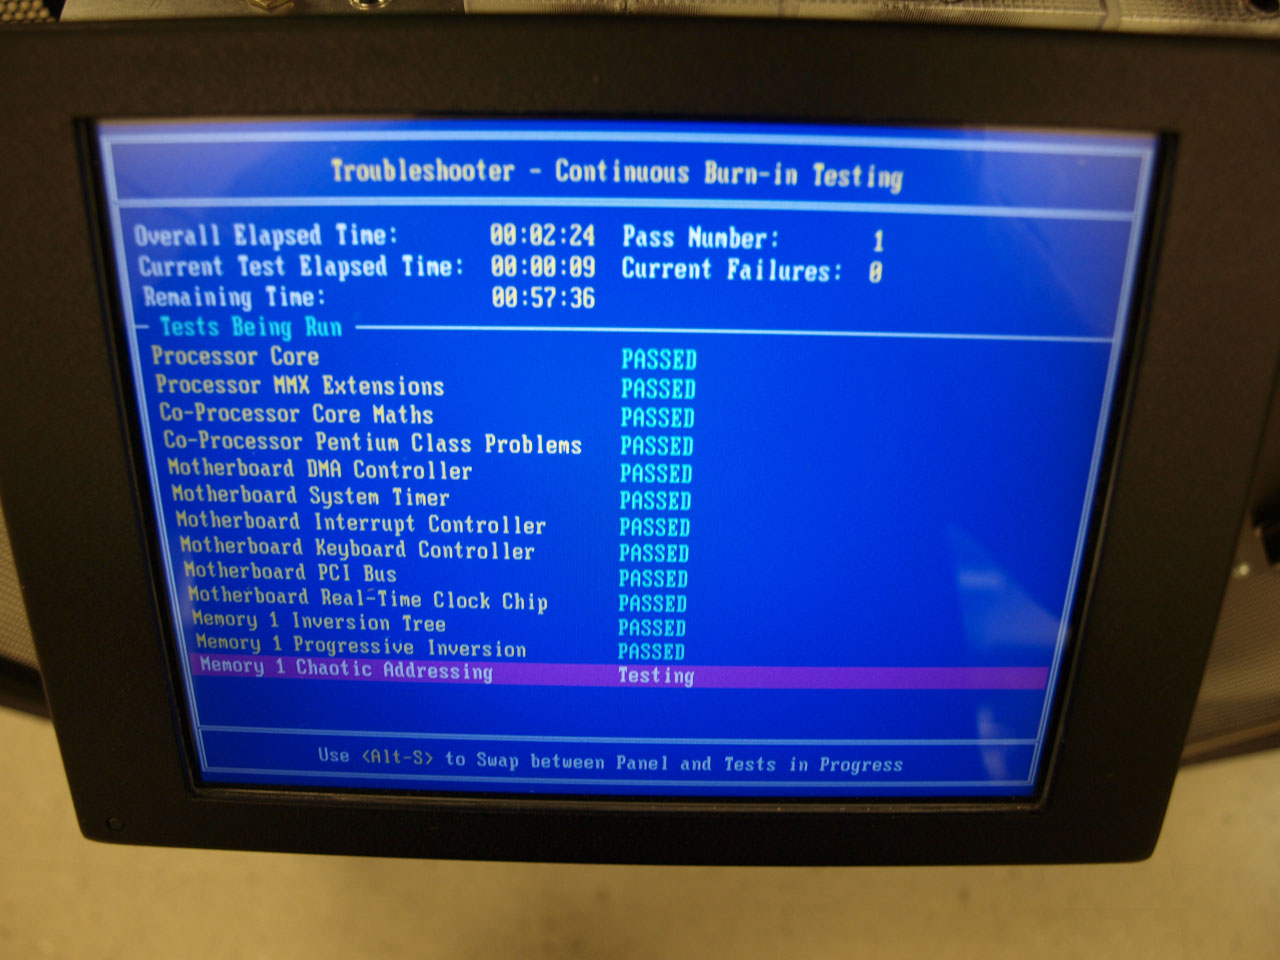 Troubleshooter - Continuous Burn-in Testing
Overall Elapsed Time: 00:02:24 Pass Number: 1
Current Test Elapsed Time: 00:00:09 Current Failures: 0
Remaining Time: 00:57:36
Tests Being Run
Processor Core PASSED
Processor MMX Extensions PASSED
Co-Processor Core Maths PASSED
Co-Processor Pentium Class Problems PASSED
Motherboard DMA Controller PASSED
Motherboard System Timer PASSED
Motherboard Interrupt Controller PASSED
Motherboard Keyboard Controller PASSED
Motherboard PCI Bus PASSED
Motherboard Real-Time Clock Chip PASSED
Memory 1 Inversion Tree PASSED
Memory 1 Progressive Inversion PASSED
Memory 1 Chaotic Addressing Testing
Use <Alt-S> to Swap between Panel and Tests in Progress